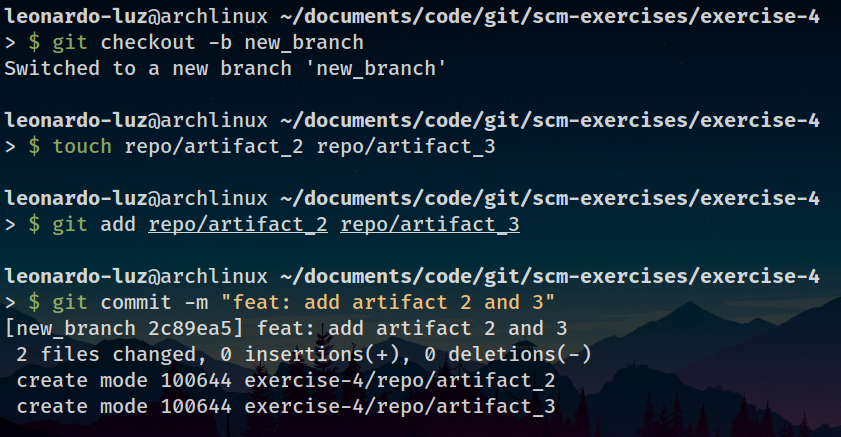 leonardo-luz@archlinux ~/documents/code/git/scm-exercises/exercise-4
> $ git checkout -b new_branch
Switched to a new branch 'new_branch'
leonardo-luz@archlinux ~/documents/code/git/scm-exercises/exercise-4
> $ touch repo/artifact_2 repo/artifact_3
leonardo-luz@archlinux ~/documents/code/git/scm-exercises/exercise-4
> $ git add repo/artifact_2 repo/artifact_3
leonardo-luz@archlinux ~/documents/code/git/scm-exercises/exercise-4
> $ git commit -m "feat: add artifact 2 and 3"
[new_branch 2c89ea5] feat: add artifact 2 and 3
 2 files changed, 0 insertions(+), 0 deletions(-)
 create mode 100644 exercise-4/repo/artifact_2
 create mode 100644 exercise-4/repo/artifact_3